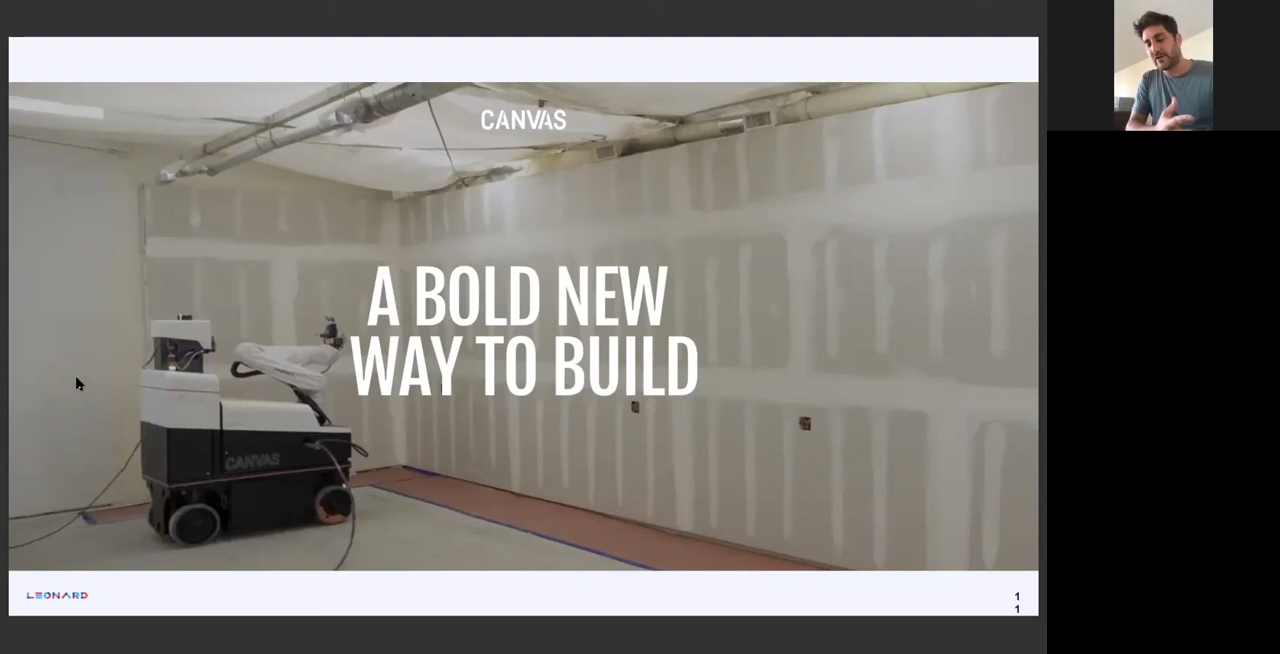 CANVAS
A BOLD NEW
WAY TO BUILD
CANVAS
LEONARD
1
1